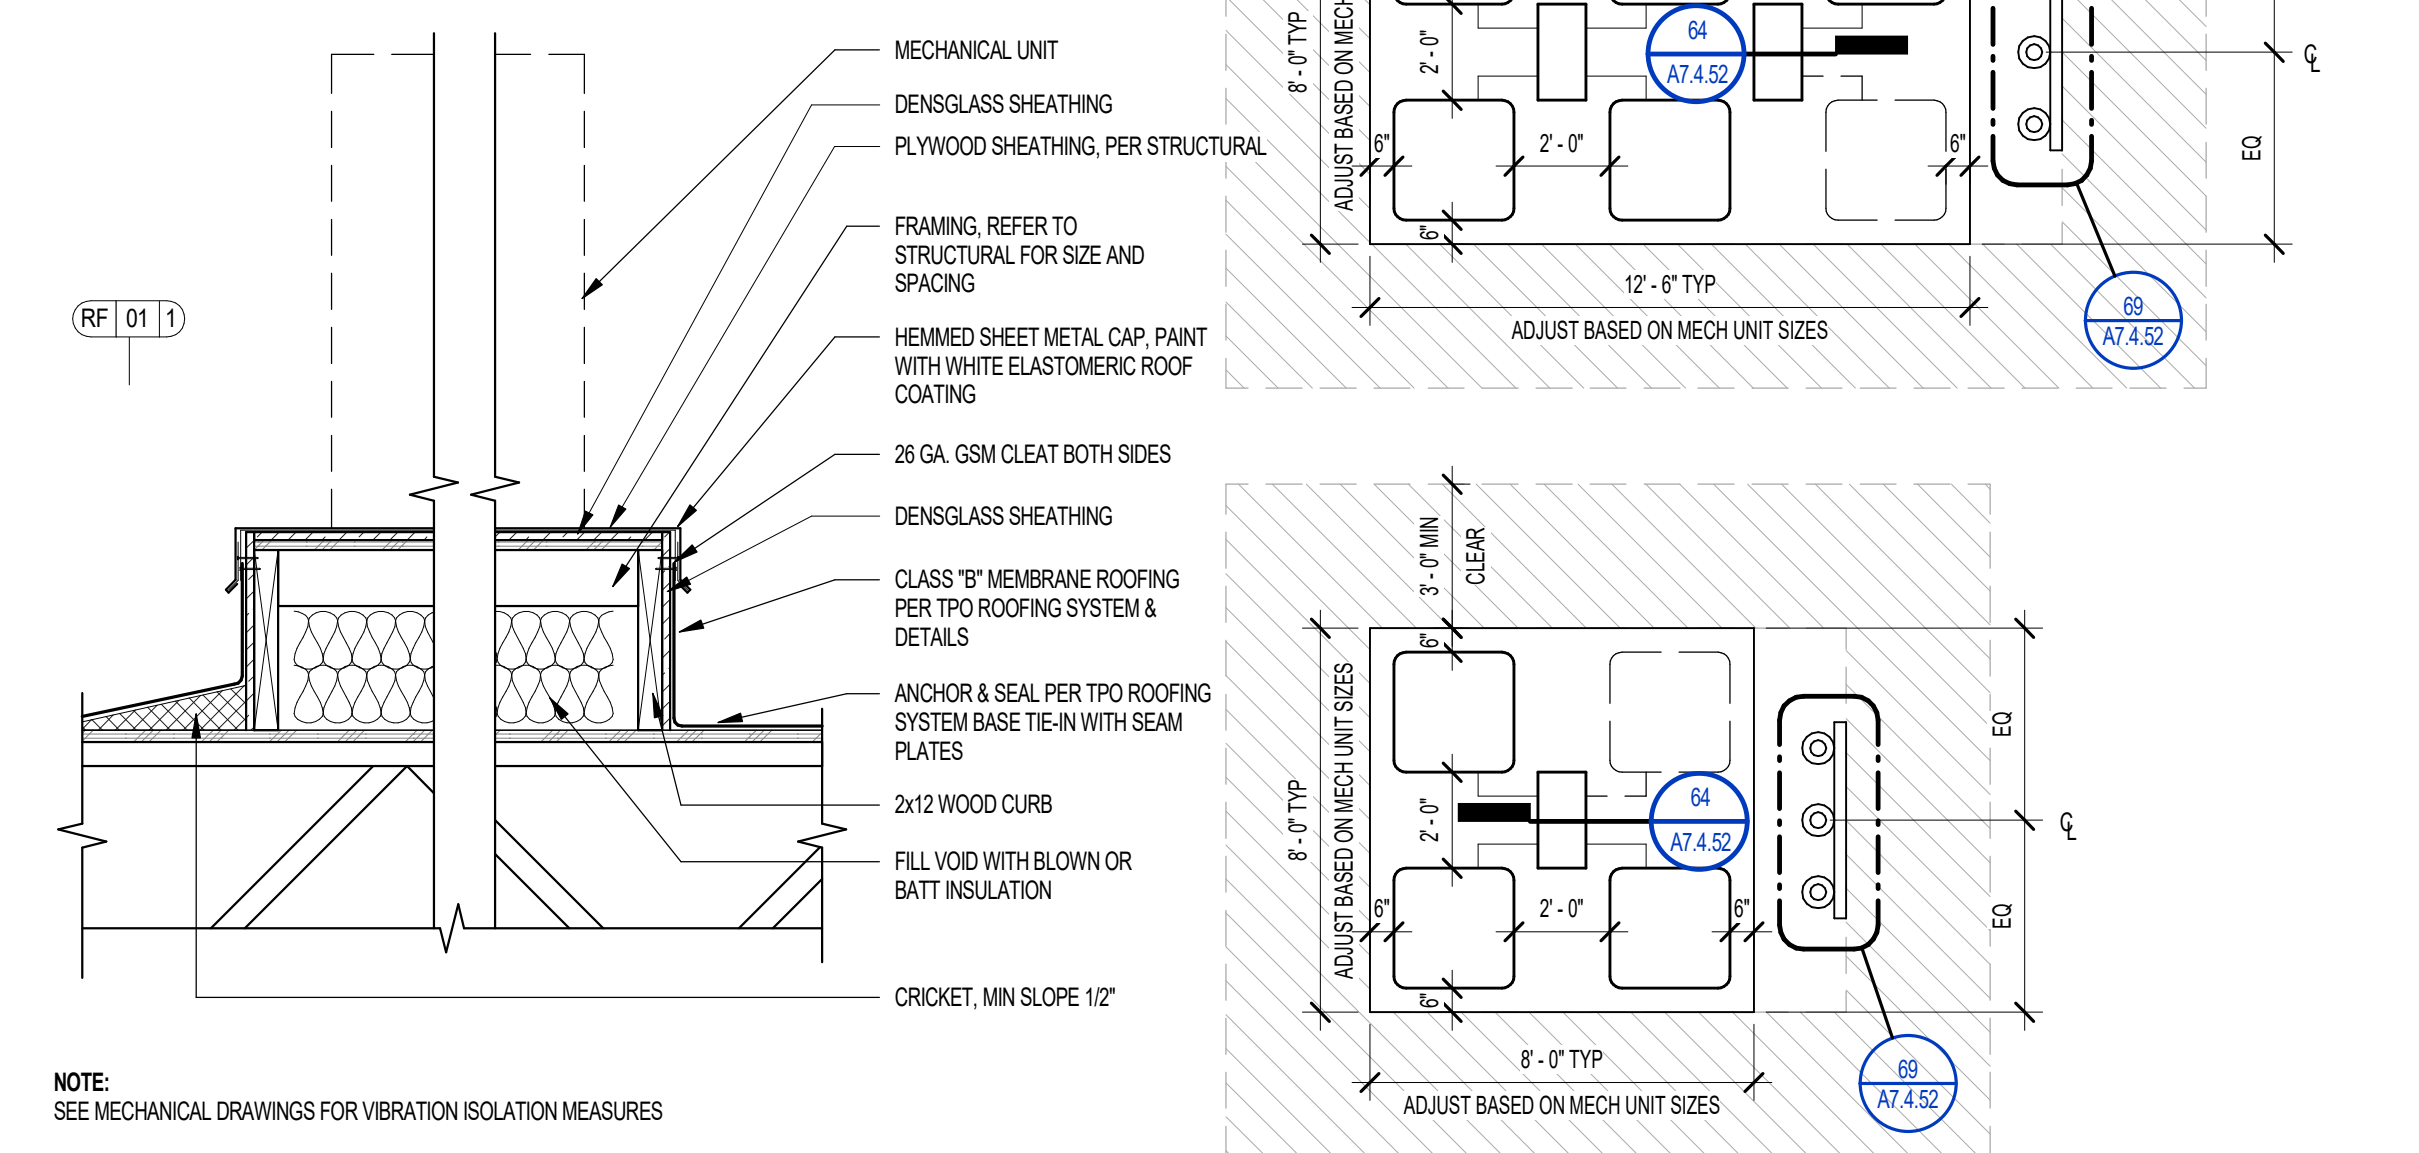 MECHANICAL UNIT
DENSGLASS SHEATHING
PLYWOOD SHEATHING, PER STRUCTURAL
FRAMING, REFER TO
STRUCTURAL FOR SIZE AND
SPACING
RF 01 1
HEMMED SHEET METAL CAP, PAINT
WITH WHITE ELASTOMERIC ROOF
COATING
26 GA. GSM CLEAT BOTH SIDES
DENSGLASS SHEATHING
CLASS "B" MEMBRANE ROOFING
PER TPO ROOFING SYSTEM &
DETAILS
ANCHOR & SEAL PER TPO ROOFING
SYSTEM BASE TIE-IN WITH SEAM
PLATES
2x12 WOOD CURB
FILL VOID WITH BLOWN OR
BATT INSULATION
CRICKET, MIN SLOPE 1/2"
NOTE:
SEE MECHANICAL DRAWINGS FOR VIBRATION ISOLATION MEASURES
8' - 0" TYP
ADJUST BASED ON MECH
2' - 0"
64
A7.4.52
CL
6"
2' - 0"
6"
EQ
6"
12' - 6" TYP
ADJUST BASED ON MECH UNIT SIZES
69
A7.4.52
3' - 0" MIN
CLEAR
6"
8' - 0" TYP
ADJUST BASED ON MECH UNIT SIZES
2' - 0"
64
A7.4.52
EQ
CL
EQ
6"
2' - 0"
6"
6"
8' - 0" TYP
ADJUST BASED ON MECH UNIT SIZES
69
A7.4.52